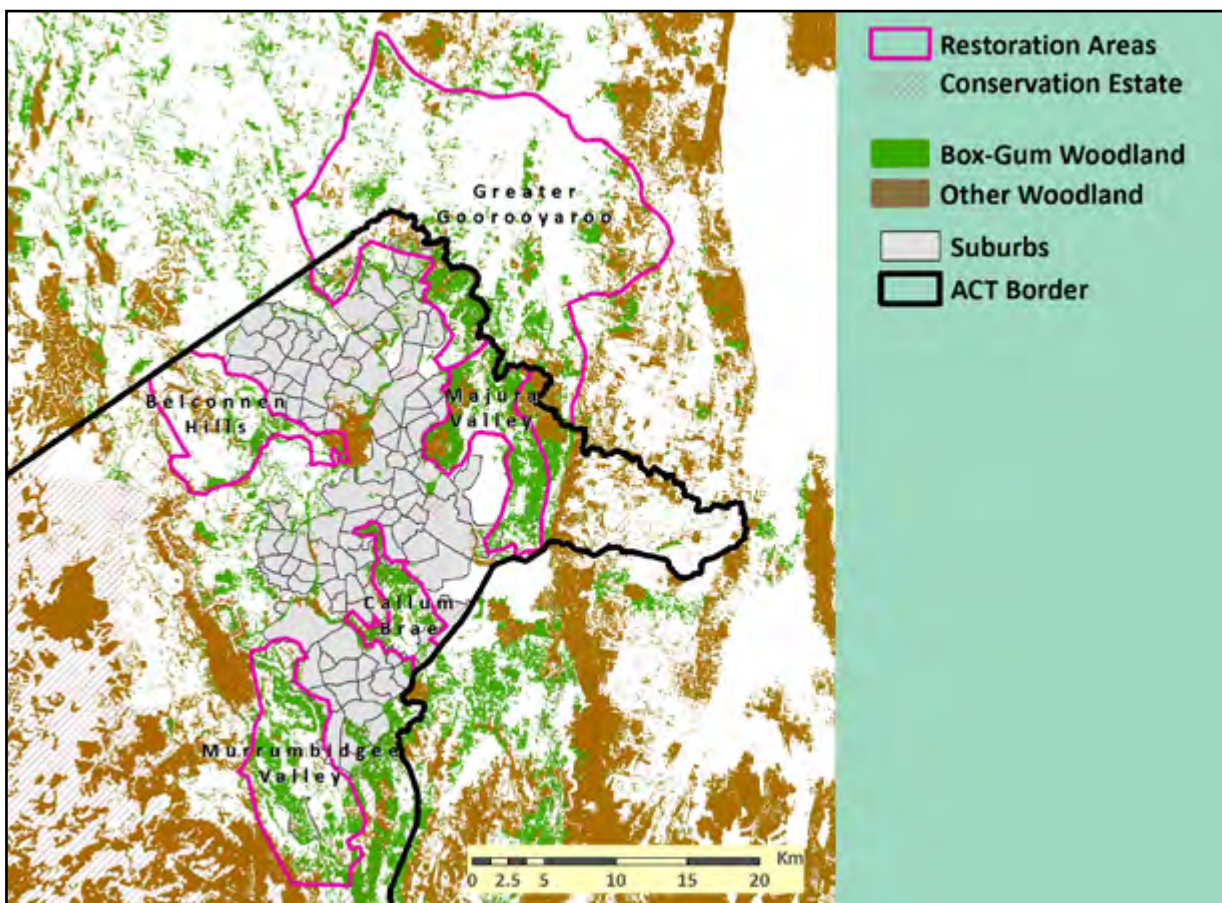 Restoration Areas
Conservation Estate
Box-Gum Woodland
Other Woodland
Suburbs
ACT Border
Greater
Goorooyaroo
Belconnen
Hills
Majura
Valley
Callum
Brae
Murrumbidgee
Valley
Km
0 2.5 5 10 15 20